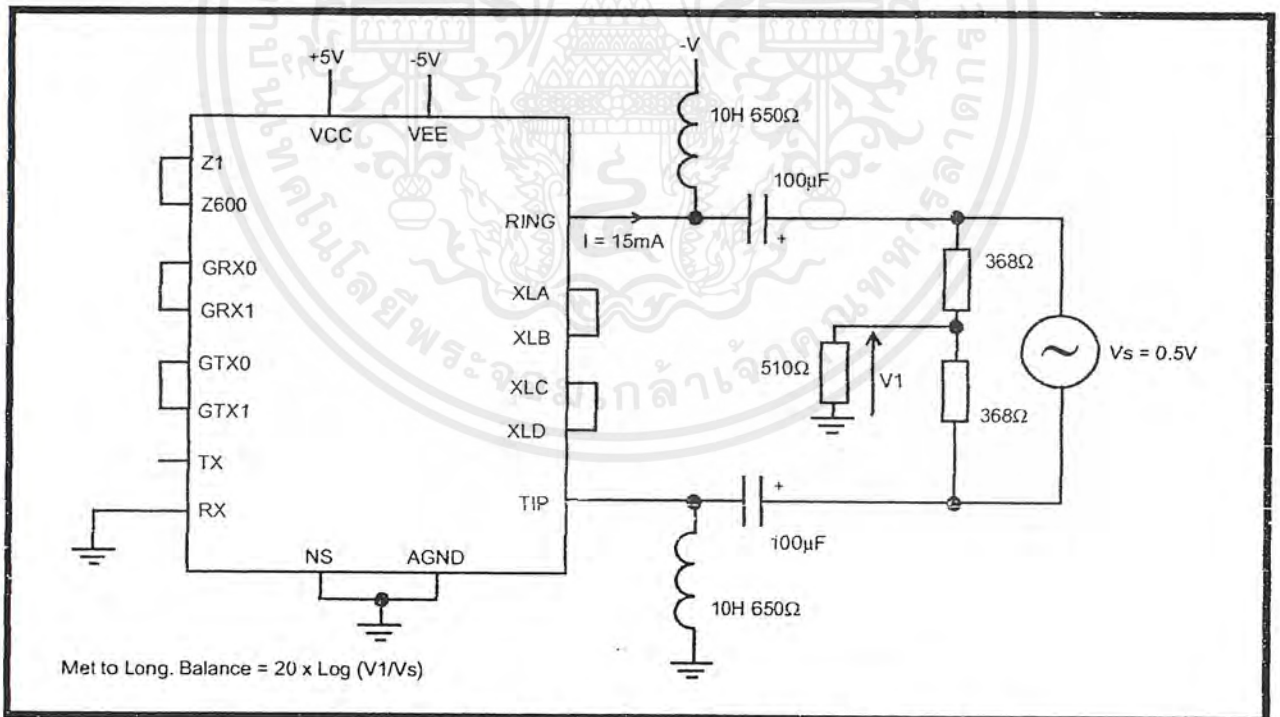 +5V
-5V
-V
10H 650Ω
VCC
VEE
Z1
Z600
100µF
+
RING
I = 15mA
368Ω
GRX0
GRX1
XLA
XLB
510Ω
V1
Vs = 0.5V
GTX0
GTX1
XLC
XLD
368Ω
TX
RX
TIP
+
100µF
NS
AGND
10H 650Ω
Met to Long. Balance = 20 x Log (V1/Vs)